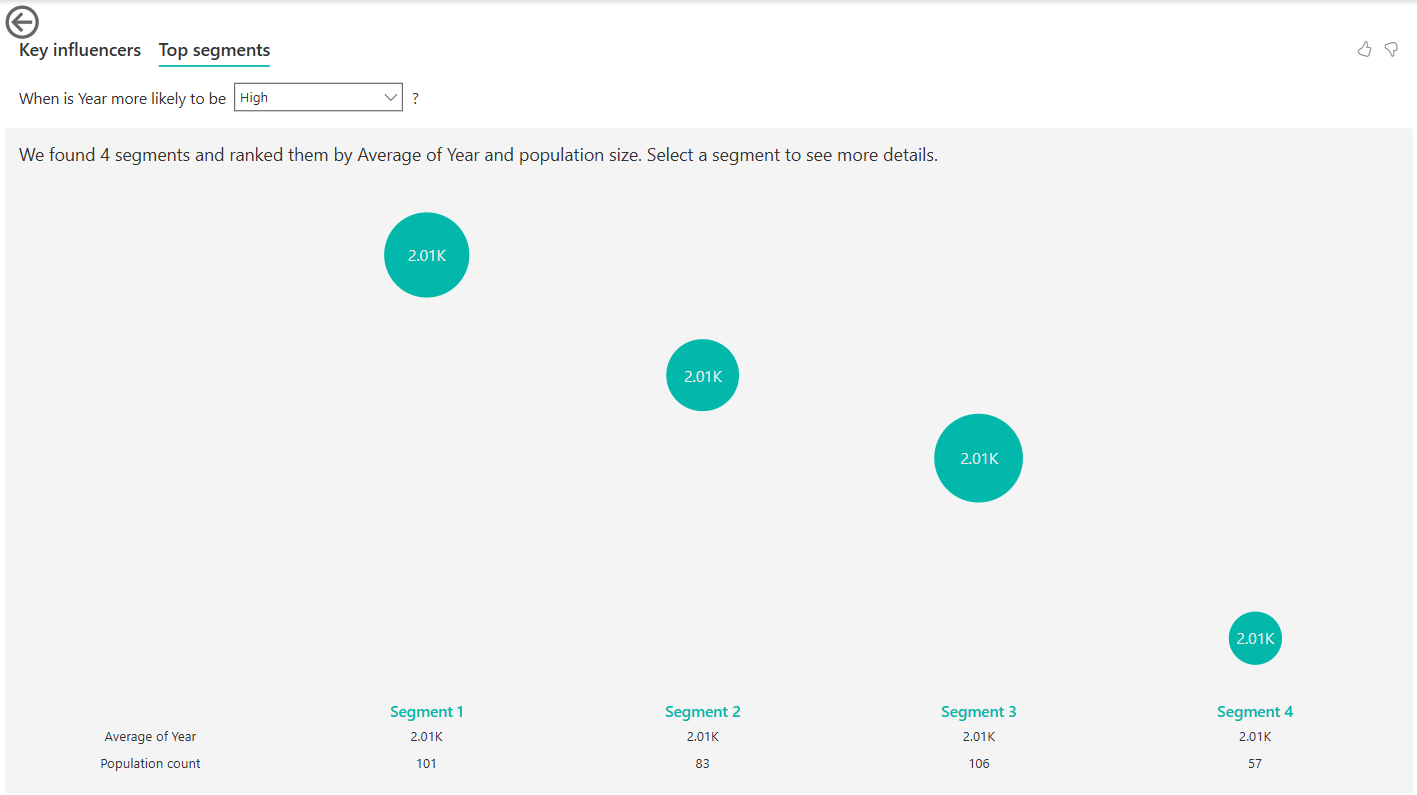 Key influencers Top segments
When is Year more likely to be High ?
We found 4 segments and ranked them by Average of Year and population size. Select a segment to see more details.
2.01K
2.01K
2.01K
2.01K
Segment 1 Segment 2 Segment 3 Segment 4
Average of Year 2.01K 2.01K 2.01K 2.01K
Population count 101 83 106 57